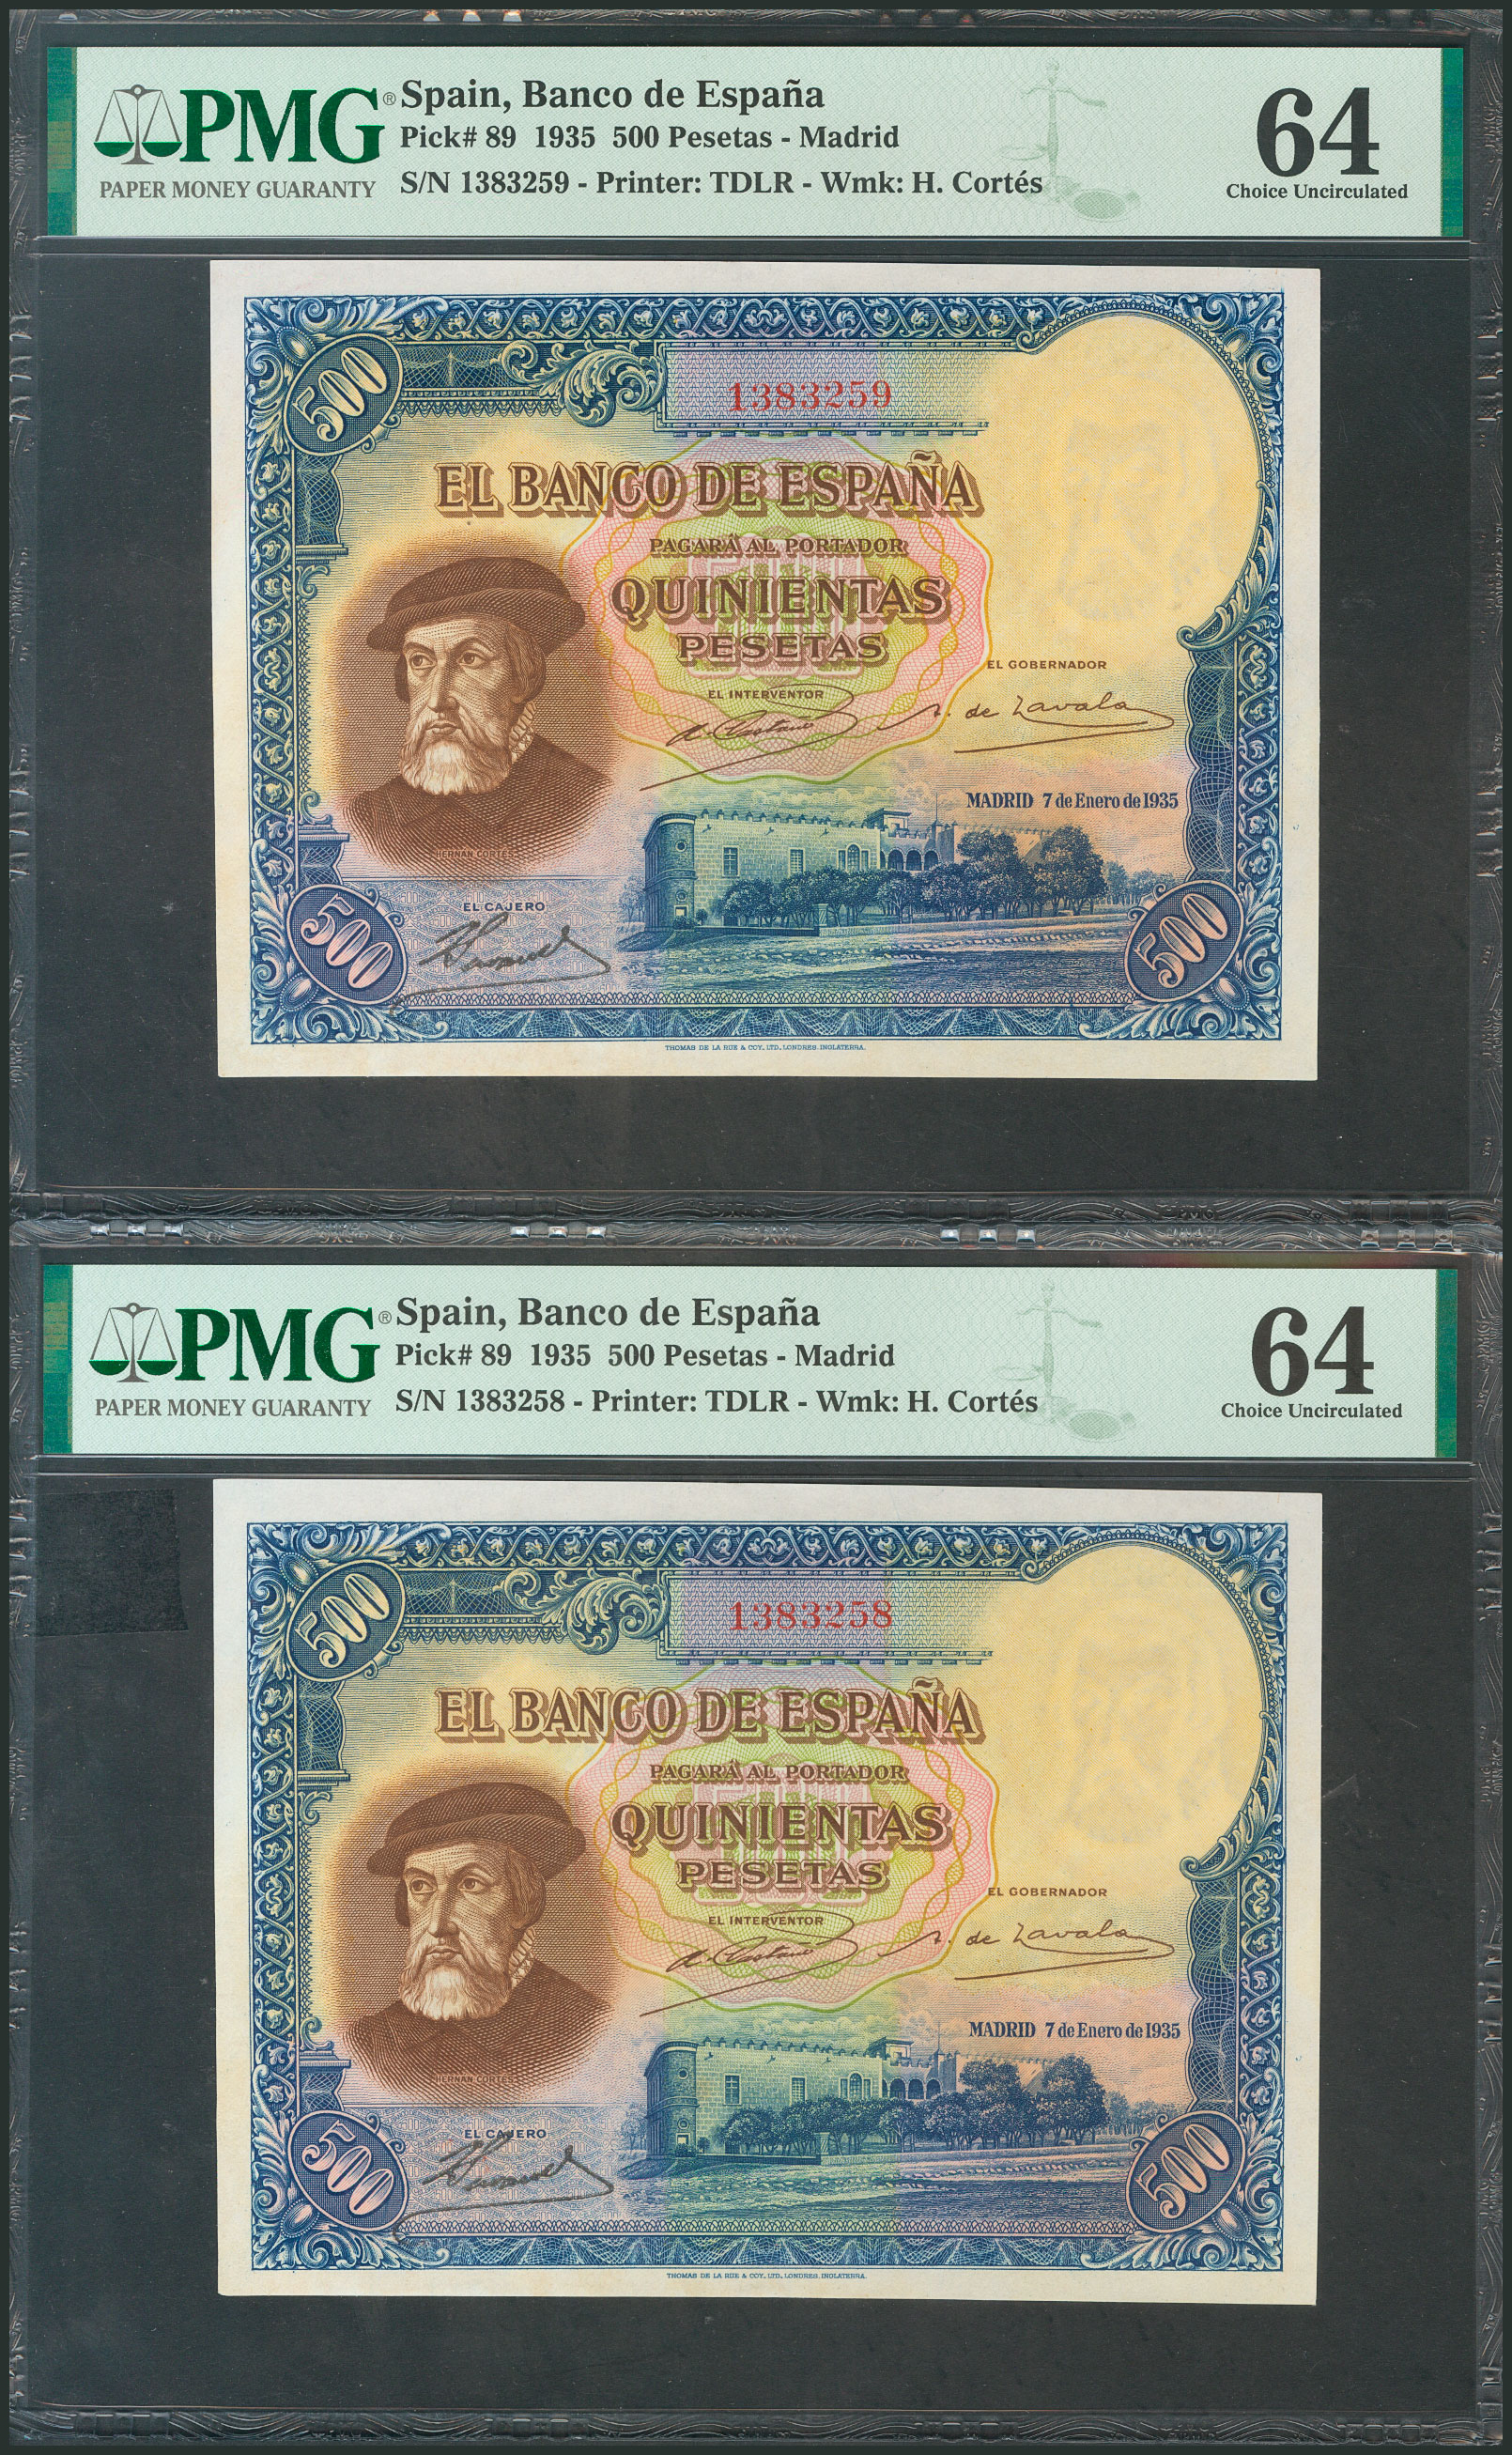 PMG®
PAPER MONEY GUARANTY
Spain, Banco de España
Pick# 89 1935 500 Pesetas - Madrid
S/N 1383259 - Printer: TDLR - Wmk: H. Cortés
64
Choice Uncirculated
500
1383259
EL BANCO DE ESPAÑA
PAGARÁ AL PORTADOR
QUINIENTAS
PESETAS
EL GOBERNADOR
EL INTERVENTOR
de Zavala
MADRID 7 de Enero de 1935
HERNAN CORTES
EL CAJERO
500
500
THOMAS DE LA RUE & COY. LTD. LONDRES. INGLATERRA.
PMG®
PAPER MONEY GUARANTY
Spain, Banco de España
Pick# 89 1935 500 Pesetas - Madrid
S/N 1383258 - Printer: TDLR - Wmk: H. Cortés
64
Choice Uncirculated
500
1383258
EL BANCO DE ESPAÑA
PAGARÁ AL PORTADOR
QUINIENTAS
PESETAS
EL GOBERNADOR
EL INTERVENTOR
de Zavala
MADRID 7 de Enero de 1935
HERNAN CORTES
EL CAJERO
500
500
THOMAS DE LA RUE & COY. LTD. LONDRES. INGLATERRA.